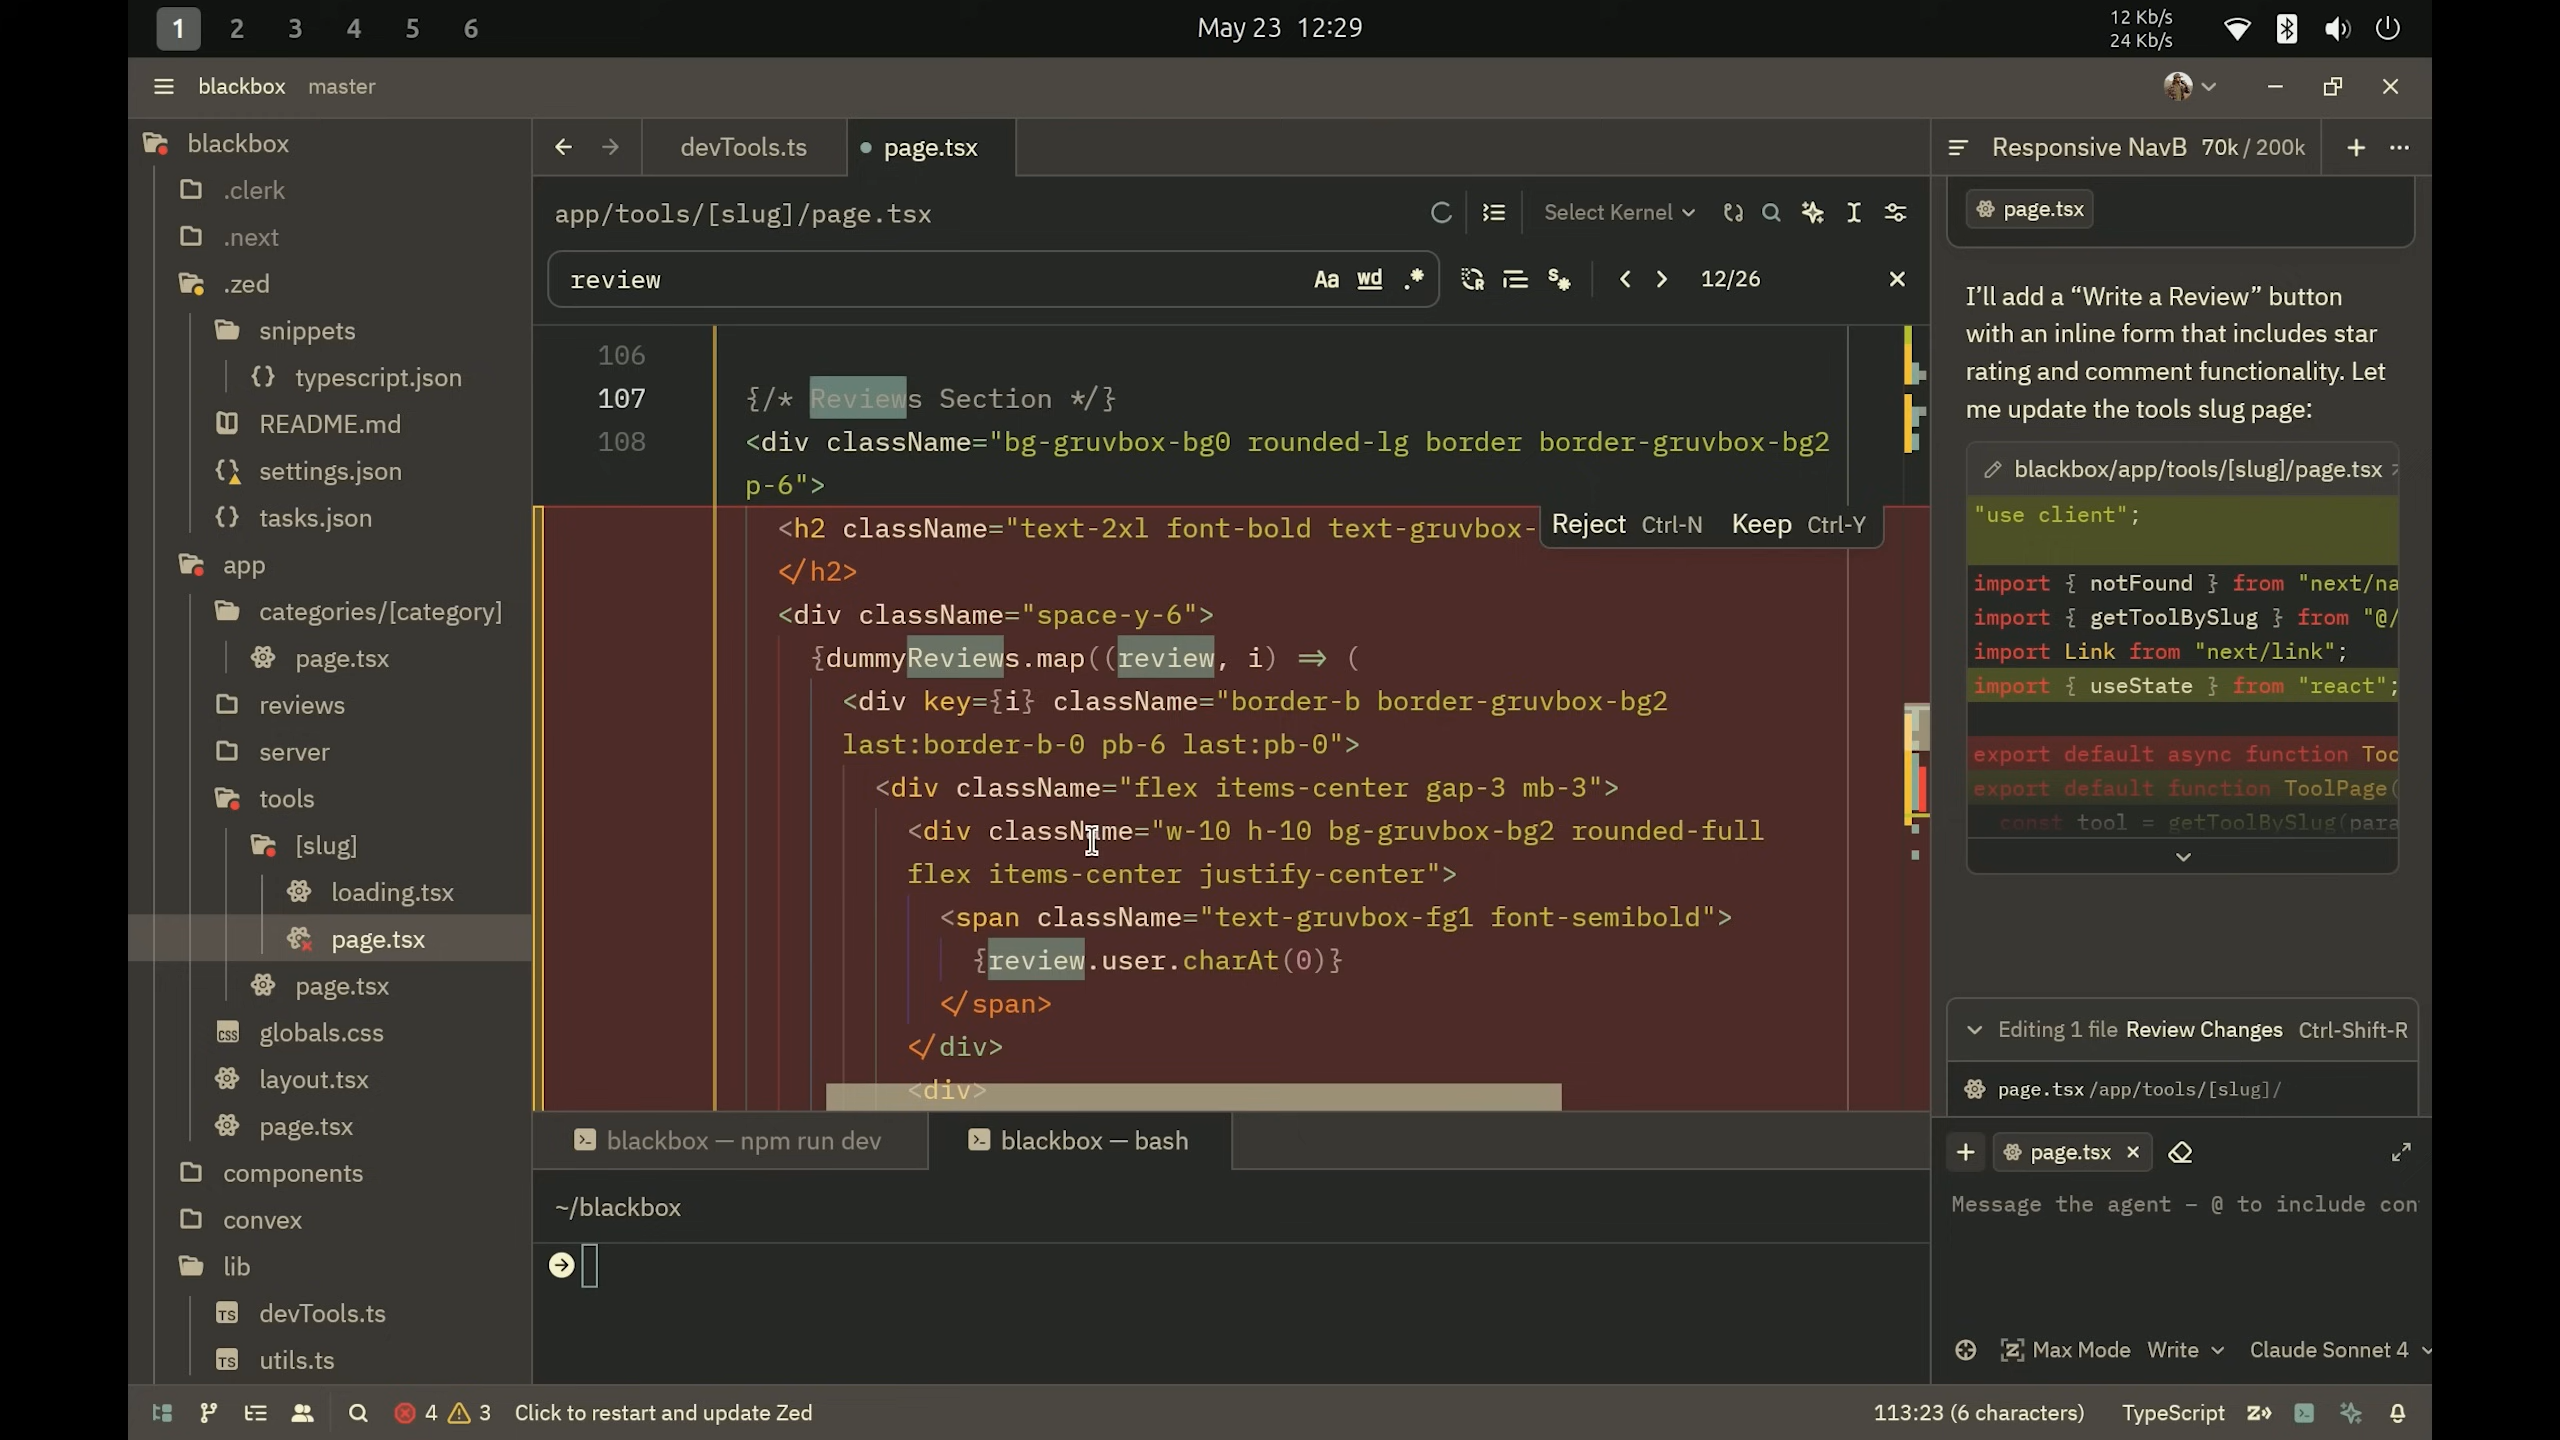 1 2 3 4 5 6
May 23 12:29
12 Kb/s
24 Kb/s
blackbox master
blackbox
.clerk
.next
.zed
snippets
typescript.json
README.md
settings.json
tasks.json
app
categories/[category]
page.tsx
reviews
server
tools
[slug]
loading.tsx
page.tsx
page.tsx
globals.css
layout.tsx
page.tsx
components
convex
lib
devTools.ts
utils.ts
devTools.ts
page.tsx
app/tools/[slug]/page.tsx
Select Kernel
review
Aa wd .*
12/26
106
107 {/* Reviews Section */}
108 <div className="bg-gruvbox-bg0 rounded-lg border border-gruvbox-bg2
p-6">
<h2 className="text-2xl font-bold text-gruvbox-
Reject Ctrl-N Keep Ctrl-Y
</h2>
<div className="space-y-6">
{dummyReviews.map((review, i) => (
<div key={i} className="border-b border-gruvbox-bg2
last:border-b-0 pb-6 last:pb-0">
<div className="flex items-center gap-3 mb-3">
<div className="w-10 h-10 bg-gruvbox-bg2 rounded-full
flex items-center justify-center">
<span className="text-gruvbox-fg1 font-semibold">
{review.user.charAt(0)}
</span>
</div>
<div>
blackbox — npm run dev
blackbox — bash
~/blackbox
Responsive NavB 70k / 200k
page.tsx
I’ll add a “Write a Review” button
with an inline form that includes star
rating and comment functionality. Let
me update the tools slug page:
blackbox/app/tools/[slug]/page.tsx
"use client";
import { notFound } from "next/na
import { getToolBySlug } from "@/
import Link from "next/link";
import { useState } from "react";
export default async function Too
export default function ToolPage(
const tool = getToolBySlug(para
Editing 1 file Review Changes Ctrl-Shift-R
page.tsx /app/tools/[slug]/
page.tsx
Message the agent – @ to include con
Max Mode Write Claude Sonnet 4
4 3 Click to restart and update Zed
113:23 (6 characters) TypeScript